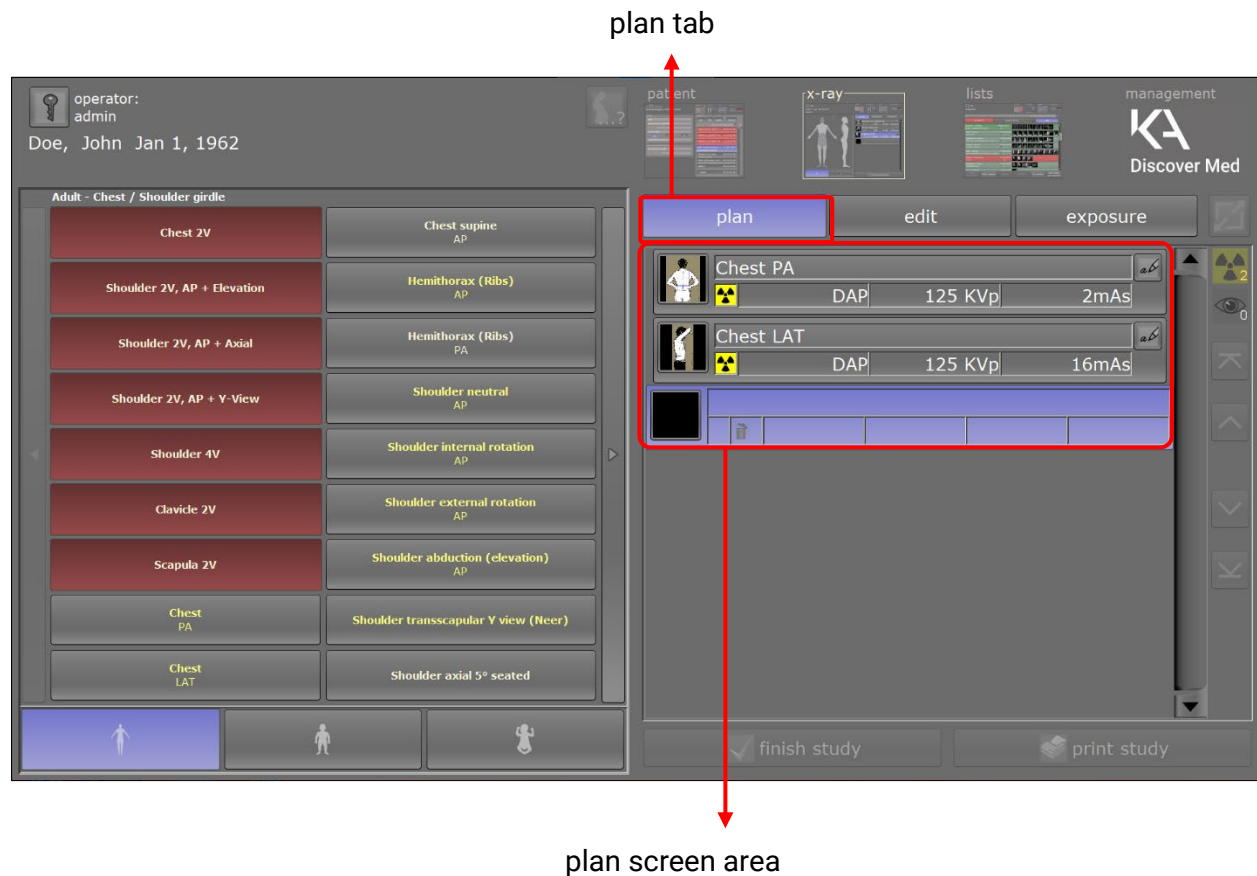 plan tab
operator:
admin
Doe, John Jan 1, 1962
..?
patient
x-ray
lists
management
KA
Discover Med
Adult - Chest / Shoulder girdle
Chest 2V
Chest supine
AP
Shoulder 2V, AP + Elevation
Hemithorax (Ribs)
AP
Shoulder 2V, AP + Axial
Hemithorax (Ribs)
PA
Shoulder 2V, AP + Y-View
Shoulder neutral
AP
Shoulder 4V
Shoulder internal rotation
AP
Clavicle 2V
Shoulder external rotation
AP
Scapula 2V
Shoulder abduction (elevation)
AP
Chest
PA
Shoulder transscapular Y view (Neer)
Chest
LAT
Shoulder axial 5° seated
plan
edit
exposure
Chest PA
ab
DAP 125 KVp 2mAs
Chest LAT
ab
DAP 125 KVp 16mAs
2
0
finish study
print study
plan screen area